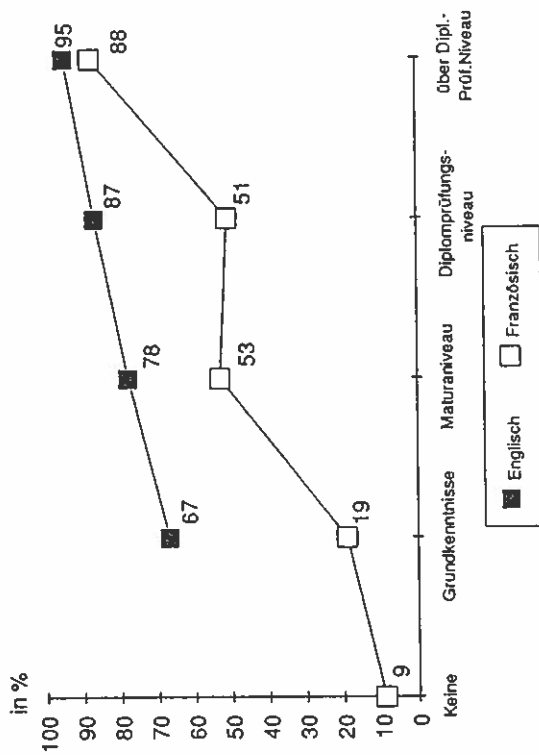 in %
100
90
80
70
60
50
40
30
20
10
0
95
88
87
51
78
53
67
19
9
Keine
Grundkenntnisse
Maturaniveau
Diplomprüfungs-
niveau
über Dipl.-
Prüf.Niveau
Englisch
Französisch